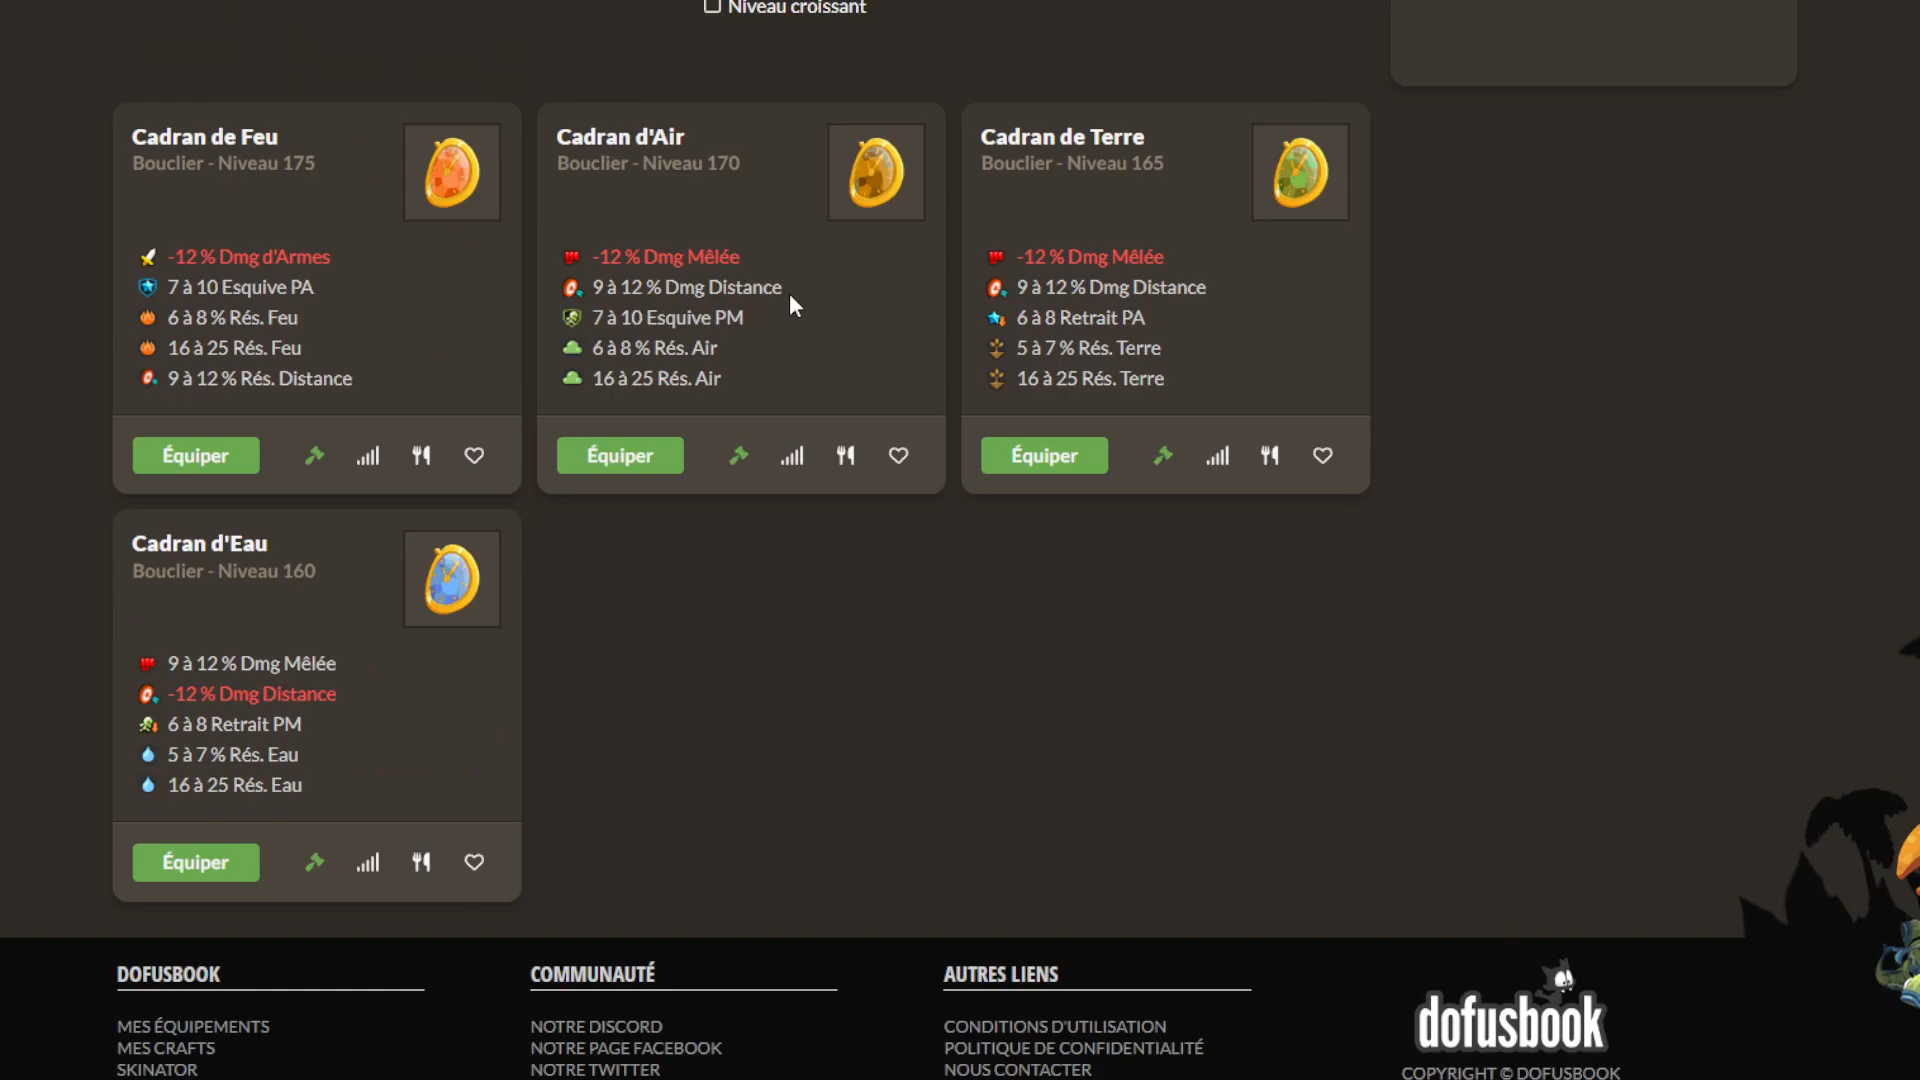 Niveau croissant
Cadran de Feu
Bouclier - Niveau 175
-12 % Dmg d'Armes
7 à 10 Esquive PA
6 à 8 % Rés. Feu
16 à 25 Rés. Feu
9 à 12 % Rés. Distance
Équiper
Cadran d'Air
Bouclier - Niveau 170
-12 % Dmg Mêlée
9 à 12 % Dmg Distance
7 à 10 Esquive PM
6 à 8 % Rés. Air
16 à 25 Rés. Air
Équiper
Cadran de Terre
Bouclier - Niveau 165
-12 % Dmg Mêlée
9 à 12 % Dmg Distance
6 à 8 Retrait PA
5 à 7 % Rés. Terre
16 à 25 Rés. Terre
Équiper
Cadran d'Eau
Bouclier - Niveau 160
9 à 12 % Dmg Mêlée
-12 % Dmg Distance
6 à 8 Retrait PM
5 à 7 % Rés. Eau
16 à 25 Rés. Eau
Équiper
DOFUSBOOK
MES ÉQUIPEMENTS
MES CRAFTS
SKINATOR
COMMUNAUTÉ
NOTRE DISCORD
NOTRE PAGE FACEBOOK
NOTRE TWITTER
AUTRES LIENS
CONDITIONS D'UTILISATION
POLITIQUE DE CONFIDENTIALITÉ
NOUS CONTACTER
dofusbook
COPYRIGHT © DOFUSBOOK